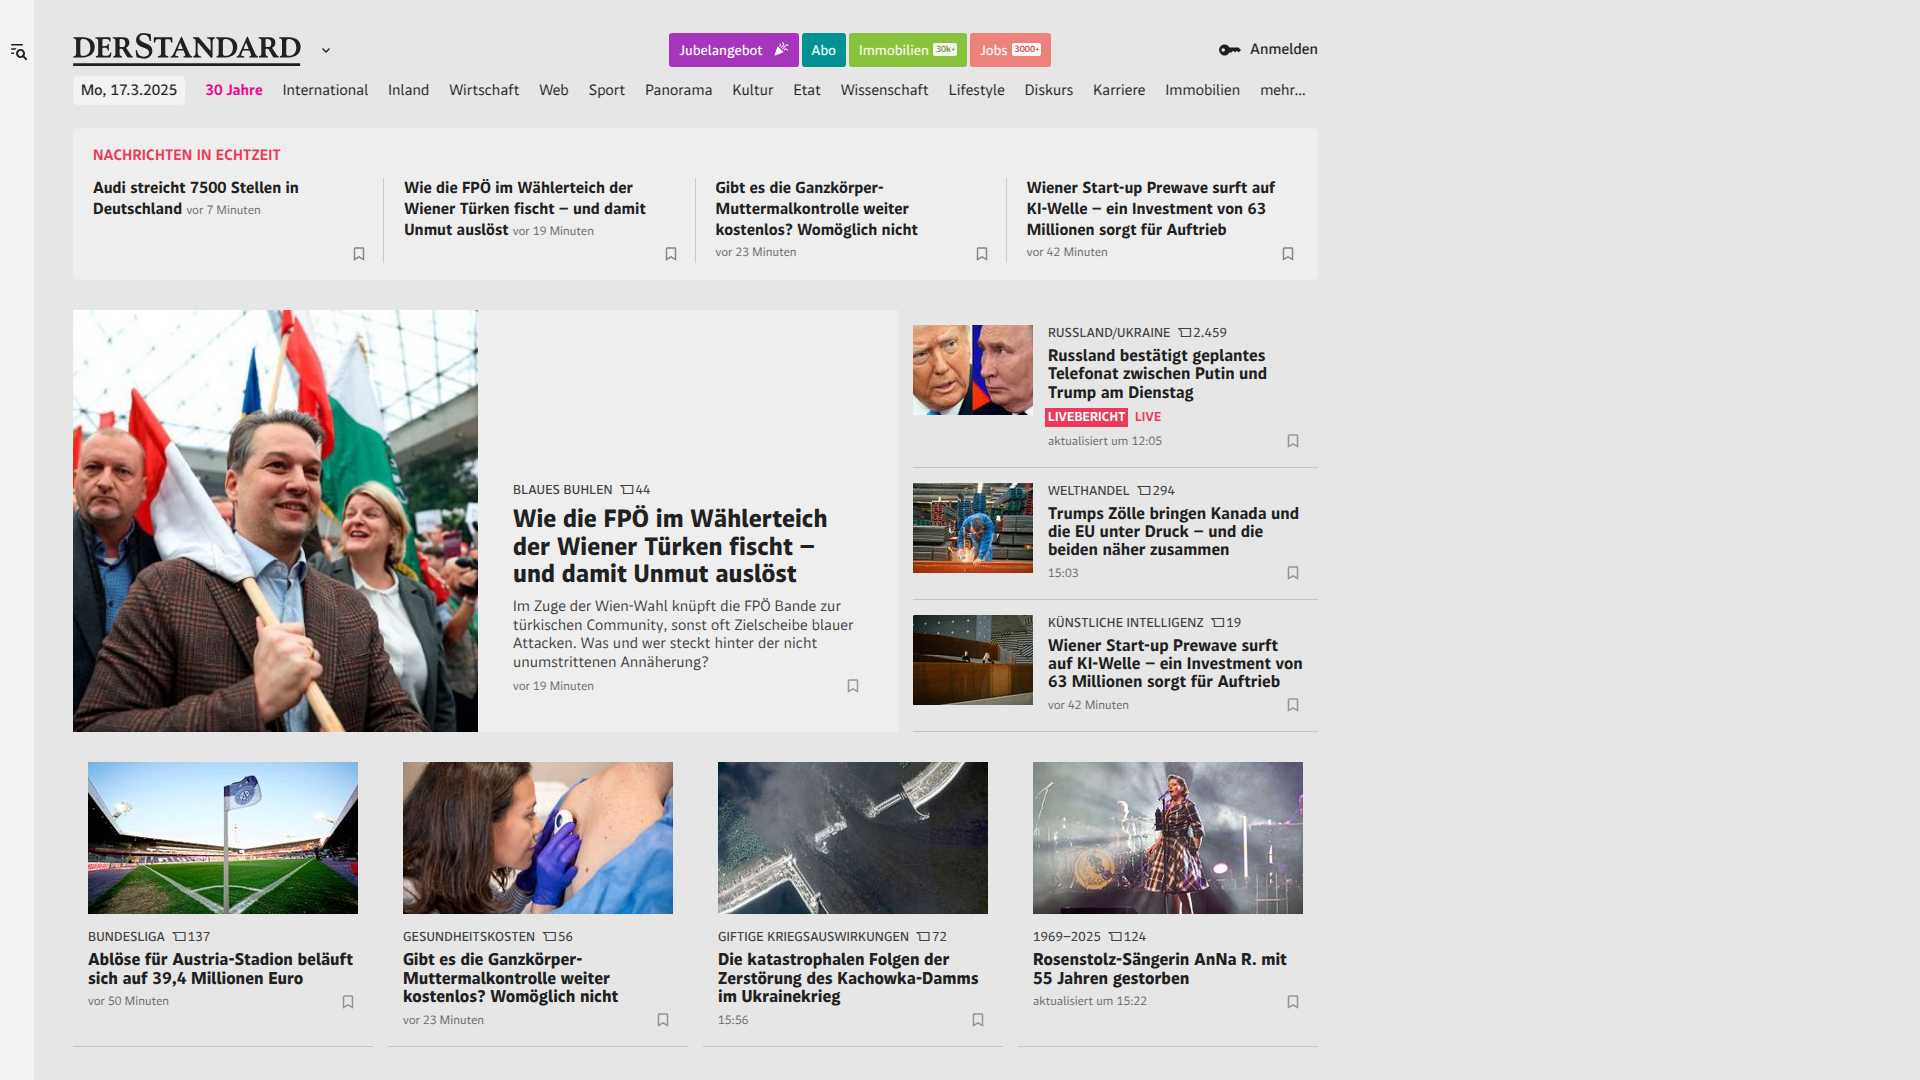 DERSTANDARD
Jubelangebot
Abo
Immobilien 30k+
Jobs 3000+
Anmelden
Mo, 17.3.2025
30 Jahre
International
Inland
Wirtschaft
Web
Sport
Panorama
Kultur
Etat
Wissenschaft
Lifestyle
Diskurs
Karriere
Immobilien
mehr...
NACHRICHTEN IN ECHTZEIT
Audi streicht 7500 Stellen in
Deutschland vor 7 Minuten
Wie die FPÖ im Wählerteich der
Wiener Türken fischt – und damit
Unmut auslöst vor 19 Minuten
Gibt es die Ganzkörper-
Muttermalkontrolle weiter
kostenlos? Womöglich nicht
vor 23 Minuten
Wiener Start-up Prewave surft auf
KI-Welle – ein Investment von 63
Millionen sorgt für Auftrieb
vor 42 Minuten
BLAUES BUHLEN 44
Wie die FPÖ im Wählerteich
der Wiener Türken fischt –
und damit Unmut auslöst
Im Zuge der Wien-Wahl knüpft die FPÖ Bande zur
türkischen Community, sonst oft Zielscheibe blauer
Attacken. Was und wer steckt hinter der nicht
unumstrittenen Annäherung?
vor 19 Minuten
RUSSLAND/UKRAINE 2.459
Russland bestätigt geplantes
Telefonat zwischen Putin und
Trump am Dienstag
LIVEBERICHT LIVE
aktualisiert um 12:05
WELTHANDEL 294
Trumps Zölle bringen Kanada und
die EU unter Druck – und die
beiden näher zusammen
15:03
KÜNSTLICHE INTELLIGENZ 19
Wiener Start-up Prewave surft
auf KI-Welle – ein Investment von
63 Millionen sorgt für Auftrieb
vor 42 Minuten
BUNDESLIGA 137
Ablöse für Austria-Stadion beläuft
sich auf 39,4 Millionen Euro
vor 50 Minuten
GESUNDHEITSKOSTEN 56
Gibt es die Ganzkörper-
Muttermalkontrolle weiter
kostenlos? Womöglich nicht
vor 23 Minuten
GIFTIGE KRIEGSAUSWIRKUNGEN 72
Die katastrophalen Folgen der
Zerstörung des Kachowka-Damms
im Ukrainekrieg
15:56
1969–2025 124
Rosenstolz-Sängerin AnNa R. mit
55 Jahren gestorben
aktualisiert um 15:22